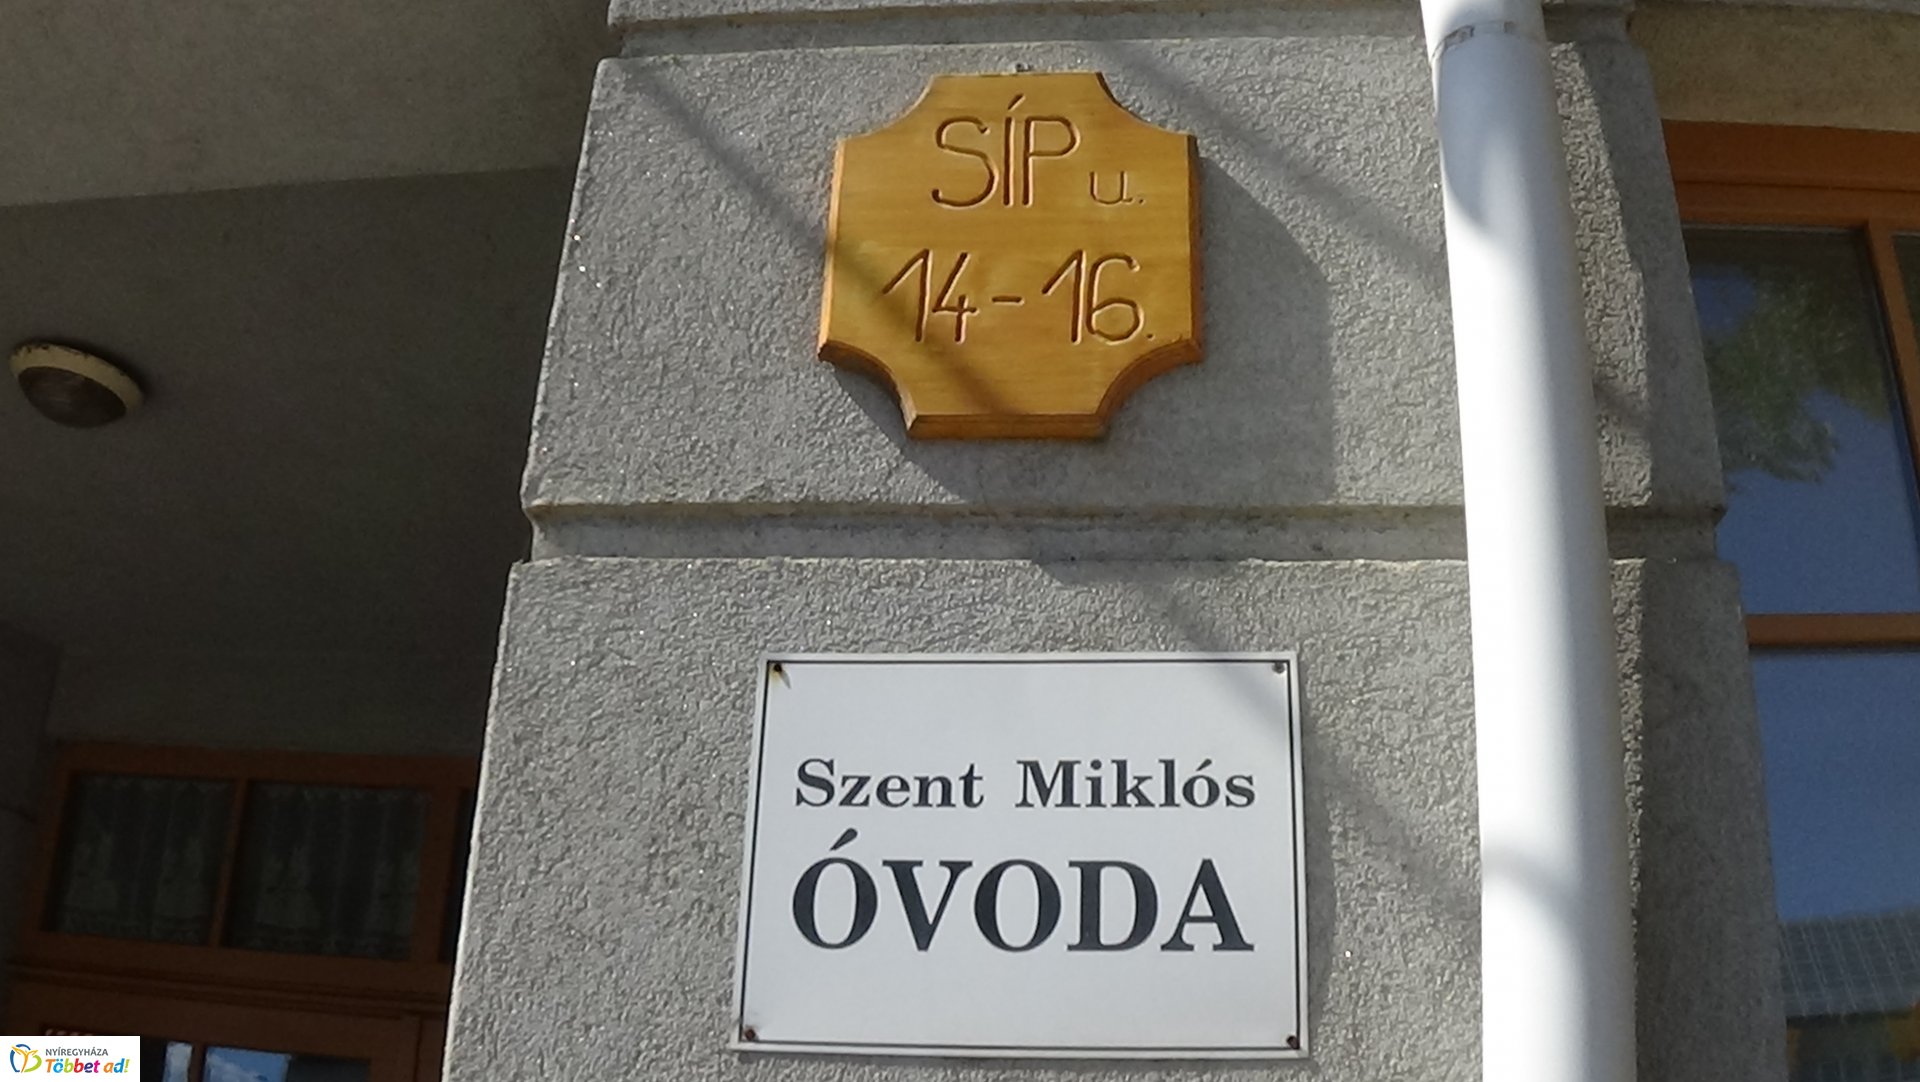 SÍP u.
14-16.
Szent Miklós
ÓVODA
NYÍREGYHÁZA
Többet ad!